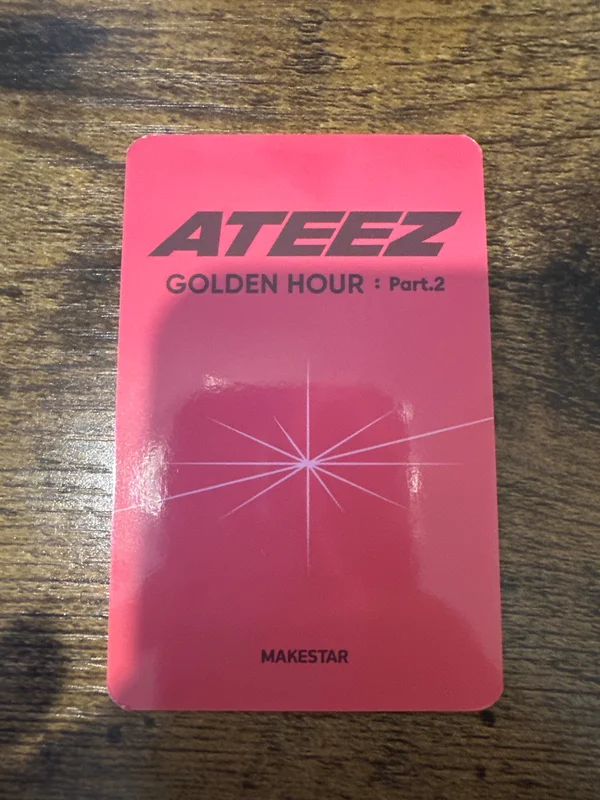 ATEEZ
GOLDEN HOUR : Part.2
MAKESTAR